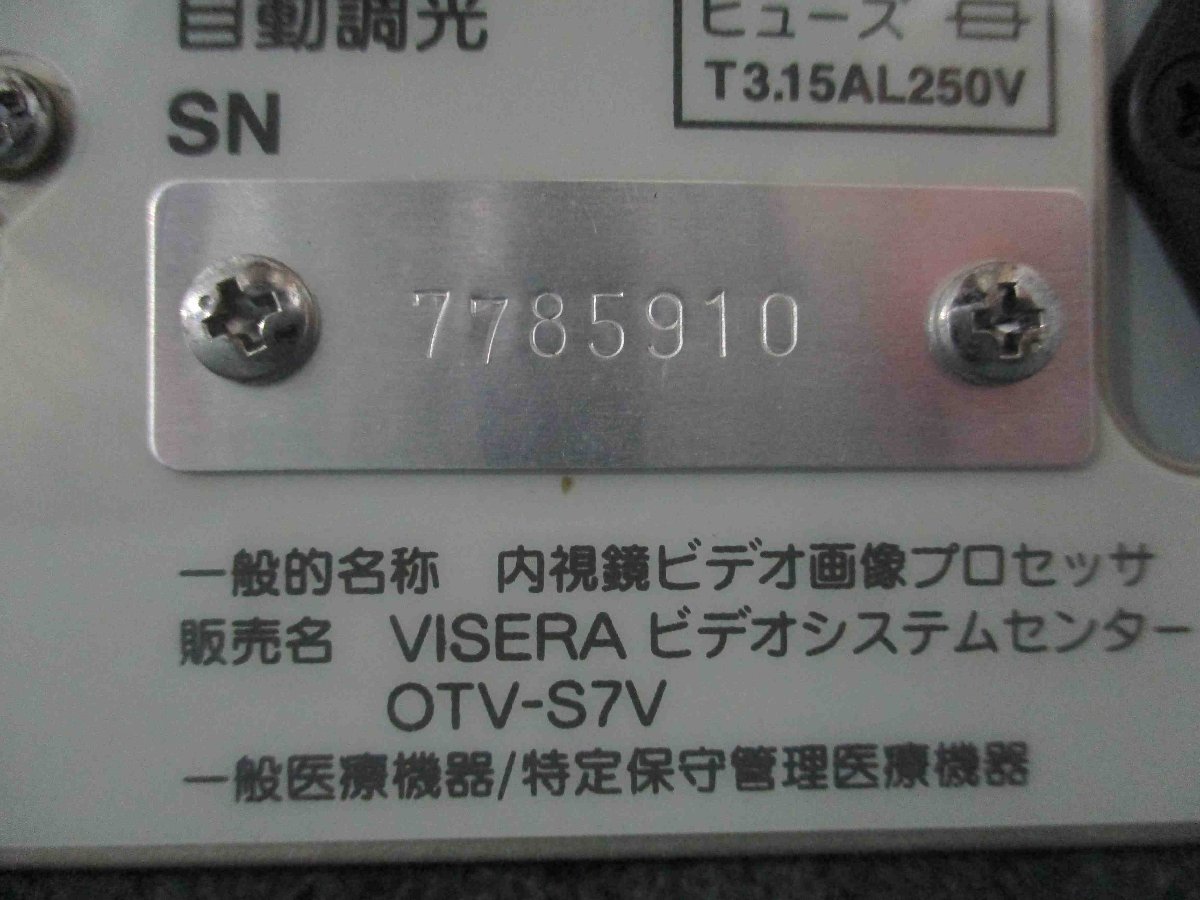 自動調光
ヒューズ
T3.15AL250V
SN
7785910
一般的名称 内視鏡ビデオ画像プロセッサ
販売名 VISERA ビデオシステムセンター
OTV-S7V
一般医療機器/特定保守管理医療機器